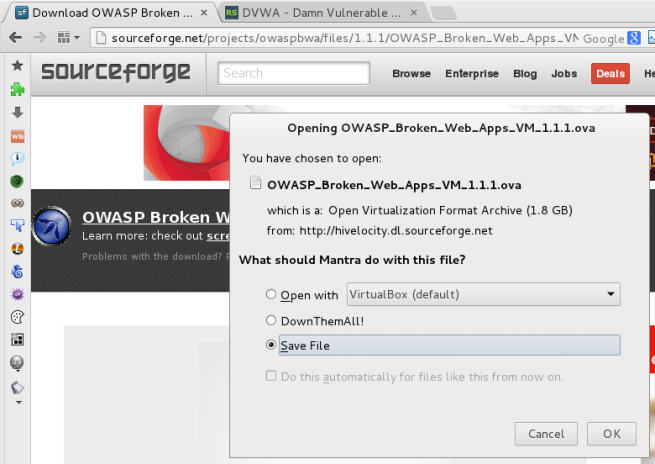 Download OWASP Broken ...
DVWA - Damn Vulnerable ...
sourceforge.net/projects/owaspbwa/files/1.1.1/OWASP_Broken_Web_Apps_VM
Google
sourceforge
Search
Browse Enterprise Blog Jobs Deals He
Opening OWASP_Broken_Web_Apps_VM_1.1.1.ova
You have chosen to open:
OWASP_Broken_Web_Apps_VM_1.1.1.ova
which is a: Open Virtualization Format Archive (1.8 GB)
from: http://hivelocity.dl.sourceforge.net
OWASP Broken W
Learn more: check out scre
Problems with the download?
What should Mantra do with this file?
Open with VirtualBox (default)
DownThemAll!
Save File
Do this automatically for files like this from now on.
Cancel OK